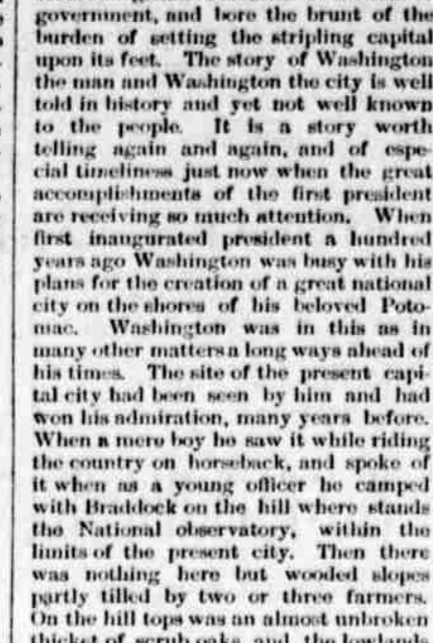 government, and bore the brunt of the
burden of setting the stripling capital
upon its feet. The story of Washington
the man and Washington the city is well
told in history and yet not well known
to the people. It is a story worth
telling again and again, and of espe-
cial timeliness just now when the great
accomplishments of the first president
are receiving so much attention. When
first inaugurated president a hundred
years ago Washington was busy with his
plans for the creation of a great national
city on the shores of his beloved Poto-
mac. Washington was in this as in
many other matters a long ways ahead of
his times. The site of the present capi-
tal city had been seen by him and had
won his admiration, many years before.
When a mere boy he saw it while riding
the country on horseback, and spoke of
it when as a young officer he camped
with Braddock on the hill where stands
the National observatory, within the
limits of the present city. Then there
was nothing here but wooded slopes
partly tilled by two or three farmers.
On the hill tops was an almost unbroken
thicket of scrub oaks, and the lowlands